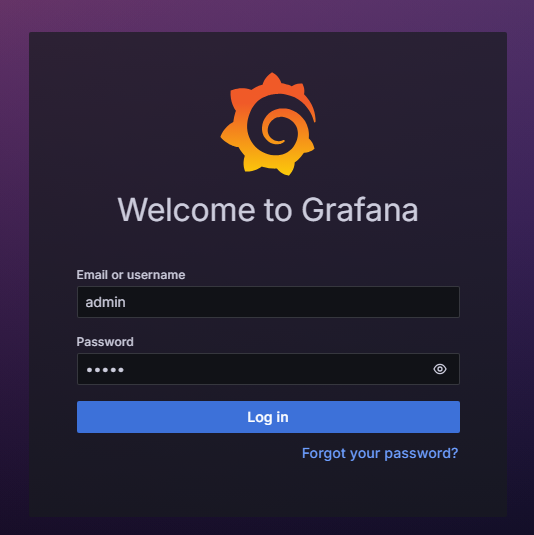 Welcome to Grafana
Email or username
admin
Password
•••••
Log in
Forgot your password?